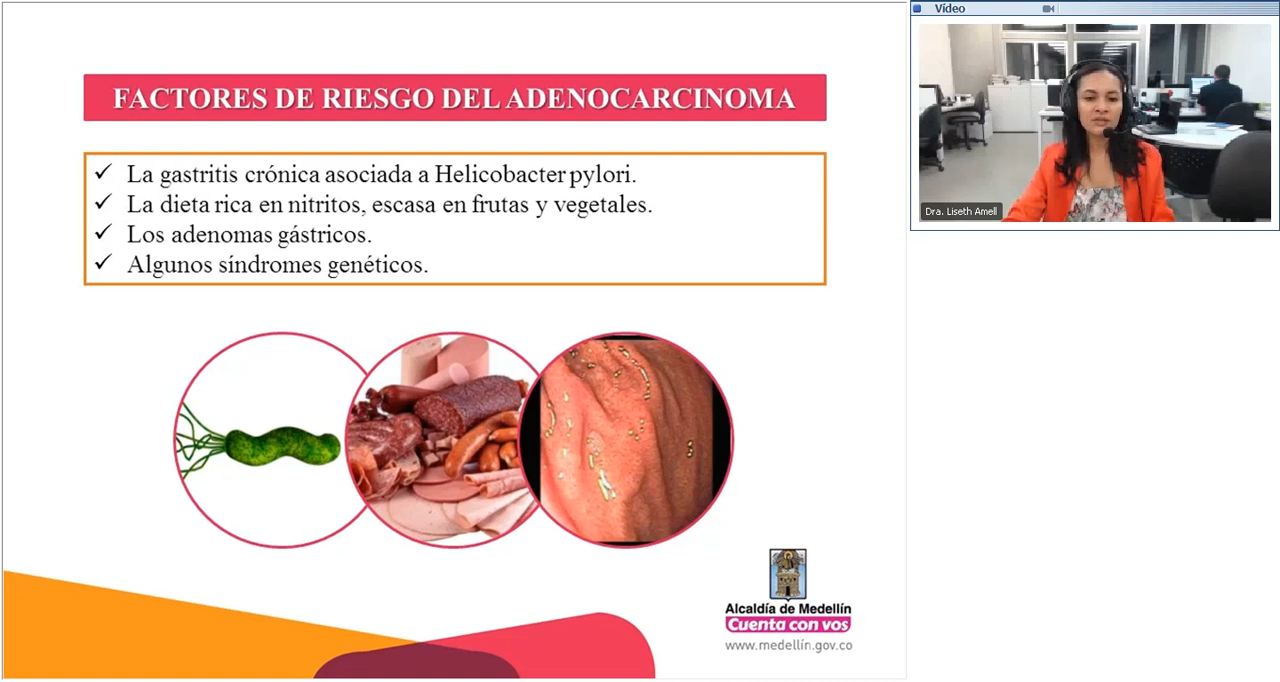 Vídeo
FACTORES DE RIESGO DEL ADENOCARCINOMA
✓ La gastritis crónica asociada a Helicobacter pylori.
✓ La dieta rica en nitritos, escasa en frutas y vegetales.
✓ Los adenomas gástricos.
✓ Algunos síndromes genéticos.
Dra. Liseth Amell
Alcaldía de Medellín
Cuenta con vos
www.medellín.gov.co